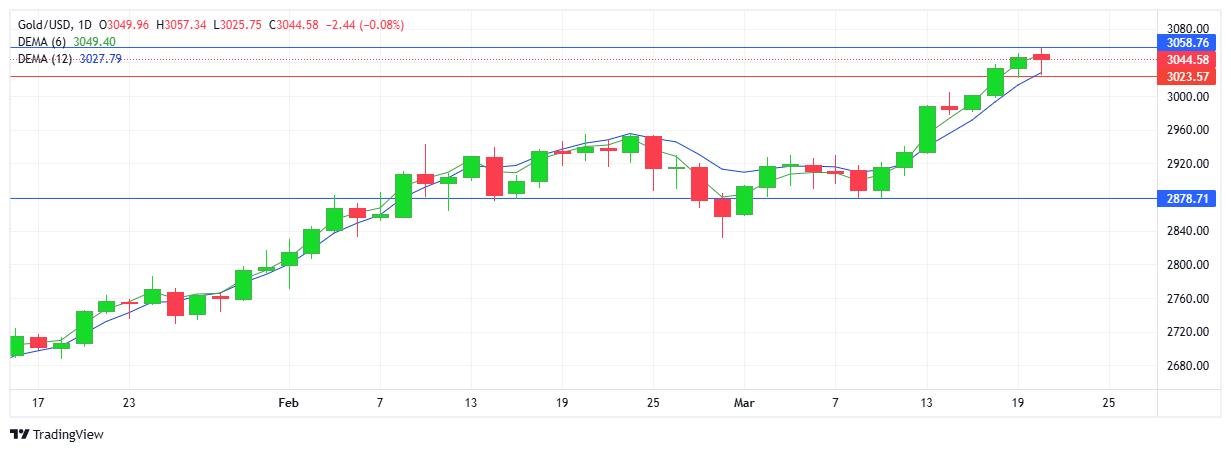 Gold/USD, 1D O3049.96 H3057.34 L3025.75 C3044.58 −2.44 (−0.08%)
DEMA (6) 3049.40
DEMA (12) 3027.79
3080.00
3058.76
3044.58
3023.57
3000.00
2960.00
2920.00
2878.71
2840.00
2800.00
2760.00
2720.00
2680.00
17 23 Feb 7 13 19 25 Mar 7 13 19 25
TradingView